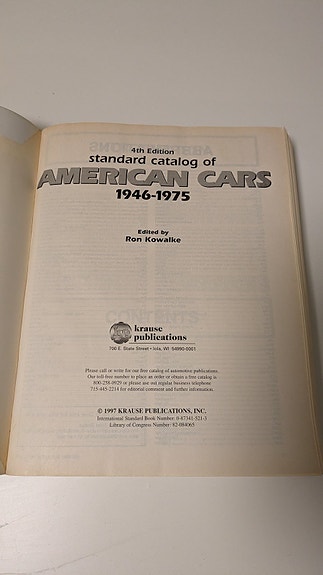 4th Edition
standard catalog of
AMERICAN CARS
1946-1975
Edited by
Ron Kowalke
krause
publications
700 E. State Street • Iola, WI 54990-0001
Please call or write for our free catalog of automotive publications.
Our toll-free number to place an order or obtain a free catalog is
800-258-0929 or please use our regular business telephone
715-445-2214 for editorial comment and further information.
© 1997 KRAUSE PUBLICATIONS, INC.
International Standard Book Number: 0-87341-521-3
Library of Congress Number: 82-084065